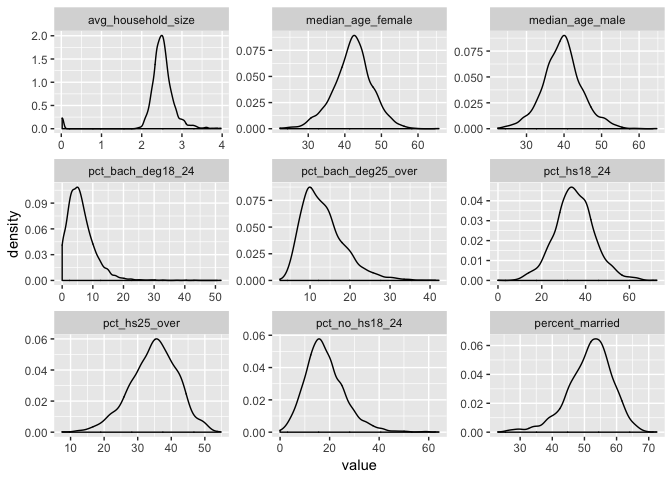 avg_household_size
median_age_female
median_age_male
2.0
1.5
1.0
0.5
0.0
0 1 2 3 4
0.075
0.050
0.025
0.000
30 40 50 60
0.075
0.050
0.025
0.000
30 40 50 60
pct_bach_deg18_24
pct_bach_deg25_over
pct_hs18_24
0.09
0.06
0.03
0.00
0 10 20 30 40 50
0.075
0.050
0.025
0.000
10 20 30 40
0.04
0.03
0.02
0.01
0.00
0 20 40 60
pct_hs25_over
pct_no_hs18_24
percent_married
0.06
0.04
0.02
0.00
10 20 30 40 50
0.06
0.04
0.02
0.00
0 20 40 60
0.06
0.04
0.02
0.00
30 40 50 60 70
density
value